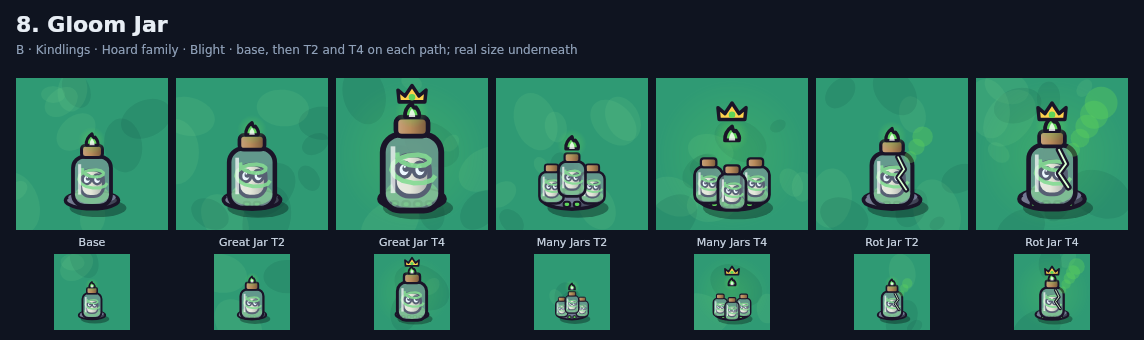 8. Gloom Jar
B · Kindlings · Hoard family · Blight · base, then T2 and T4 on each path; real size underneath
Base
Great Jar T2
Great Jar T4
Many Jars T2
Many Jars T4
Rot Jar T2
Rot Jar T4